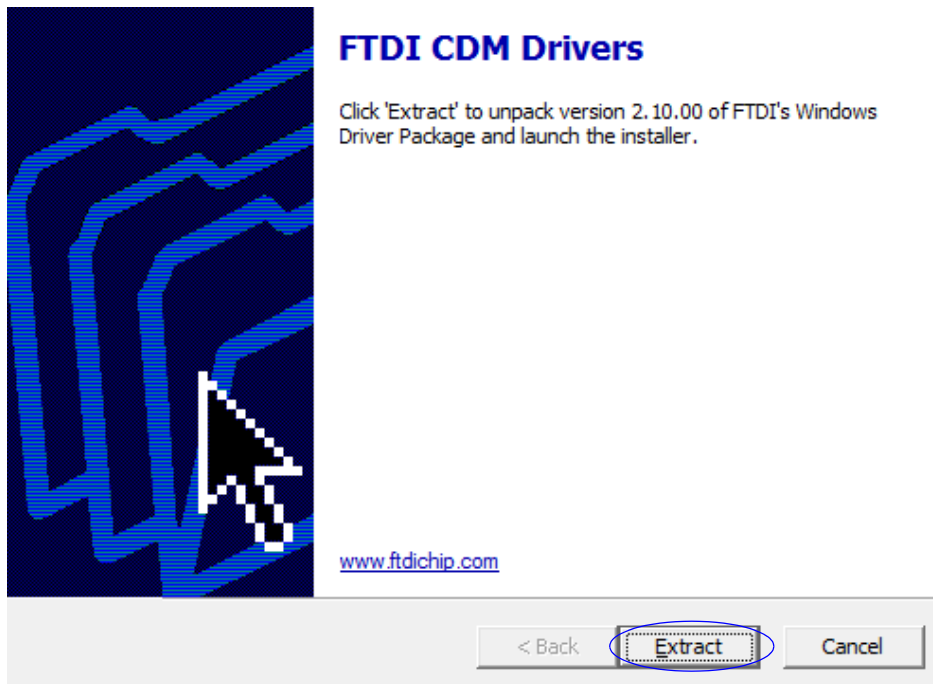 FTDI CDM Drivers
Click 'Extract' to unpack version 2.10.00 of FTDI's Windows
Driver Package and launch the installer.
www.ftdichip.com
< Back Extract Cancel